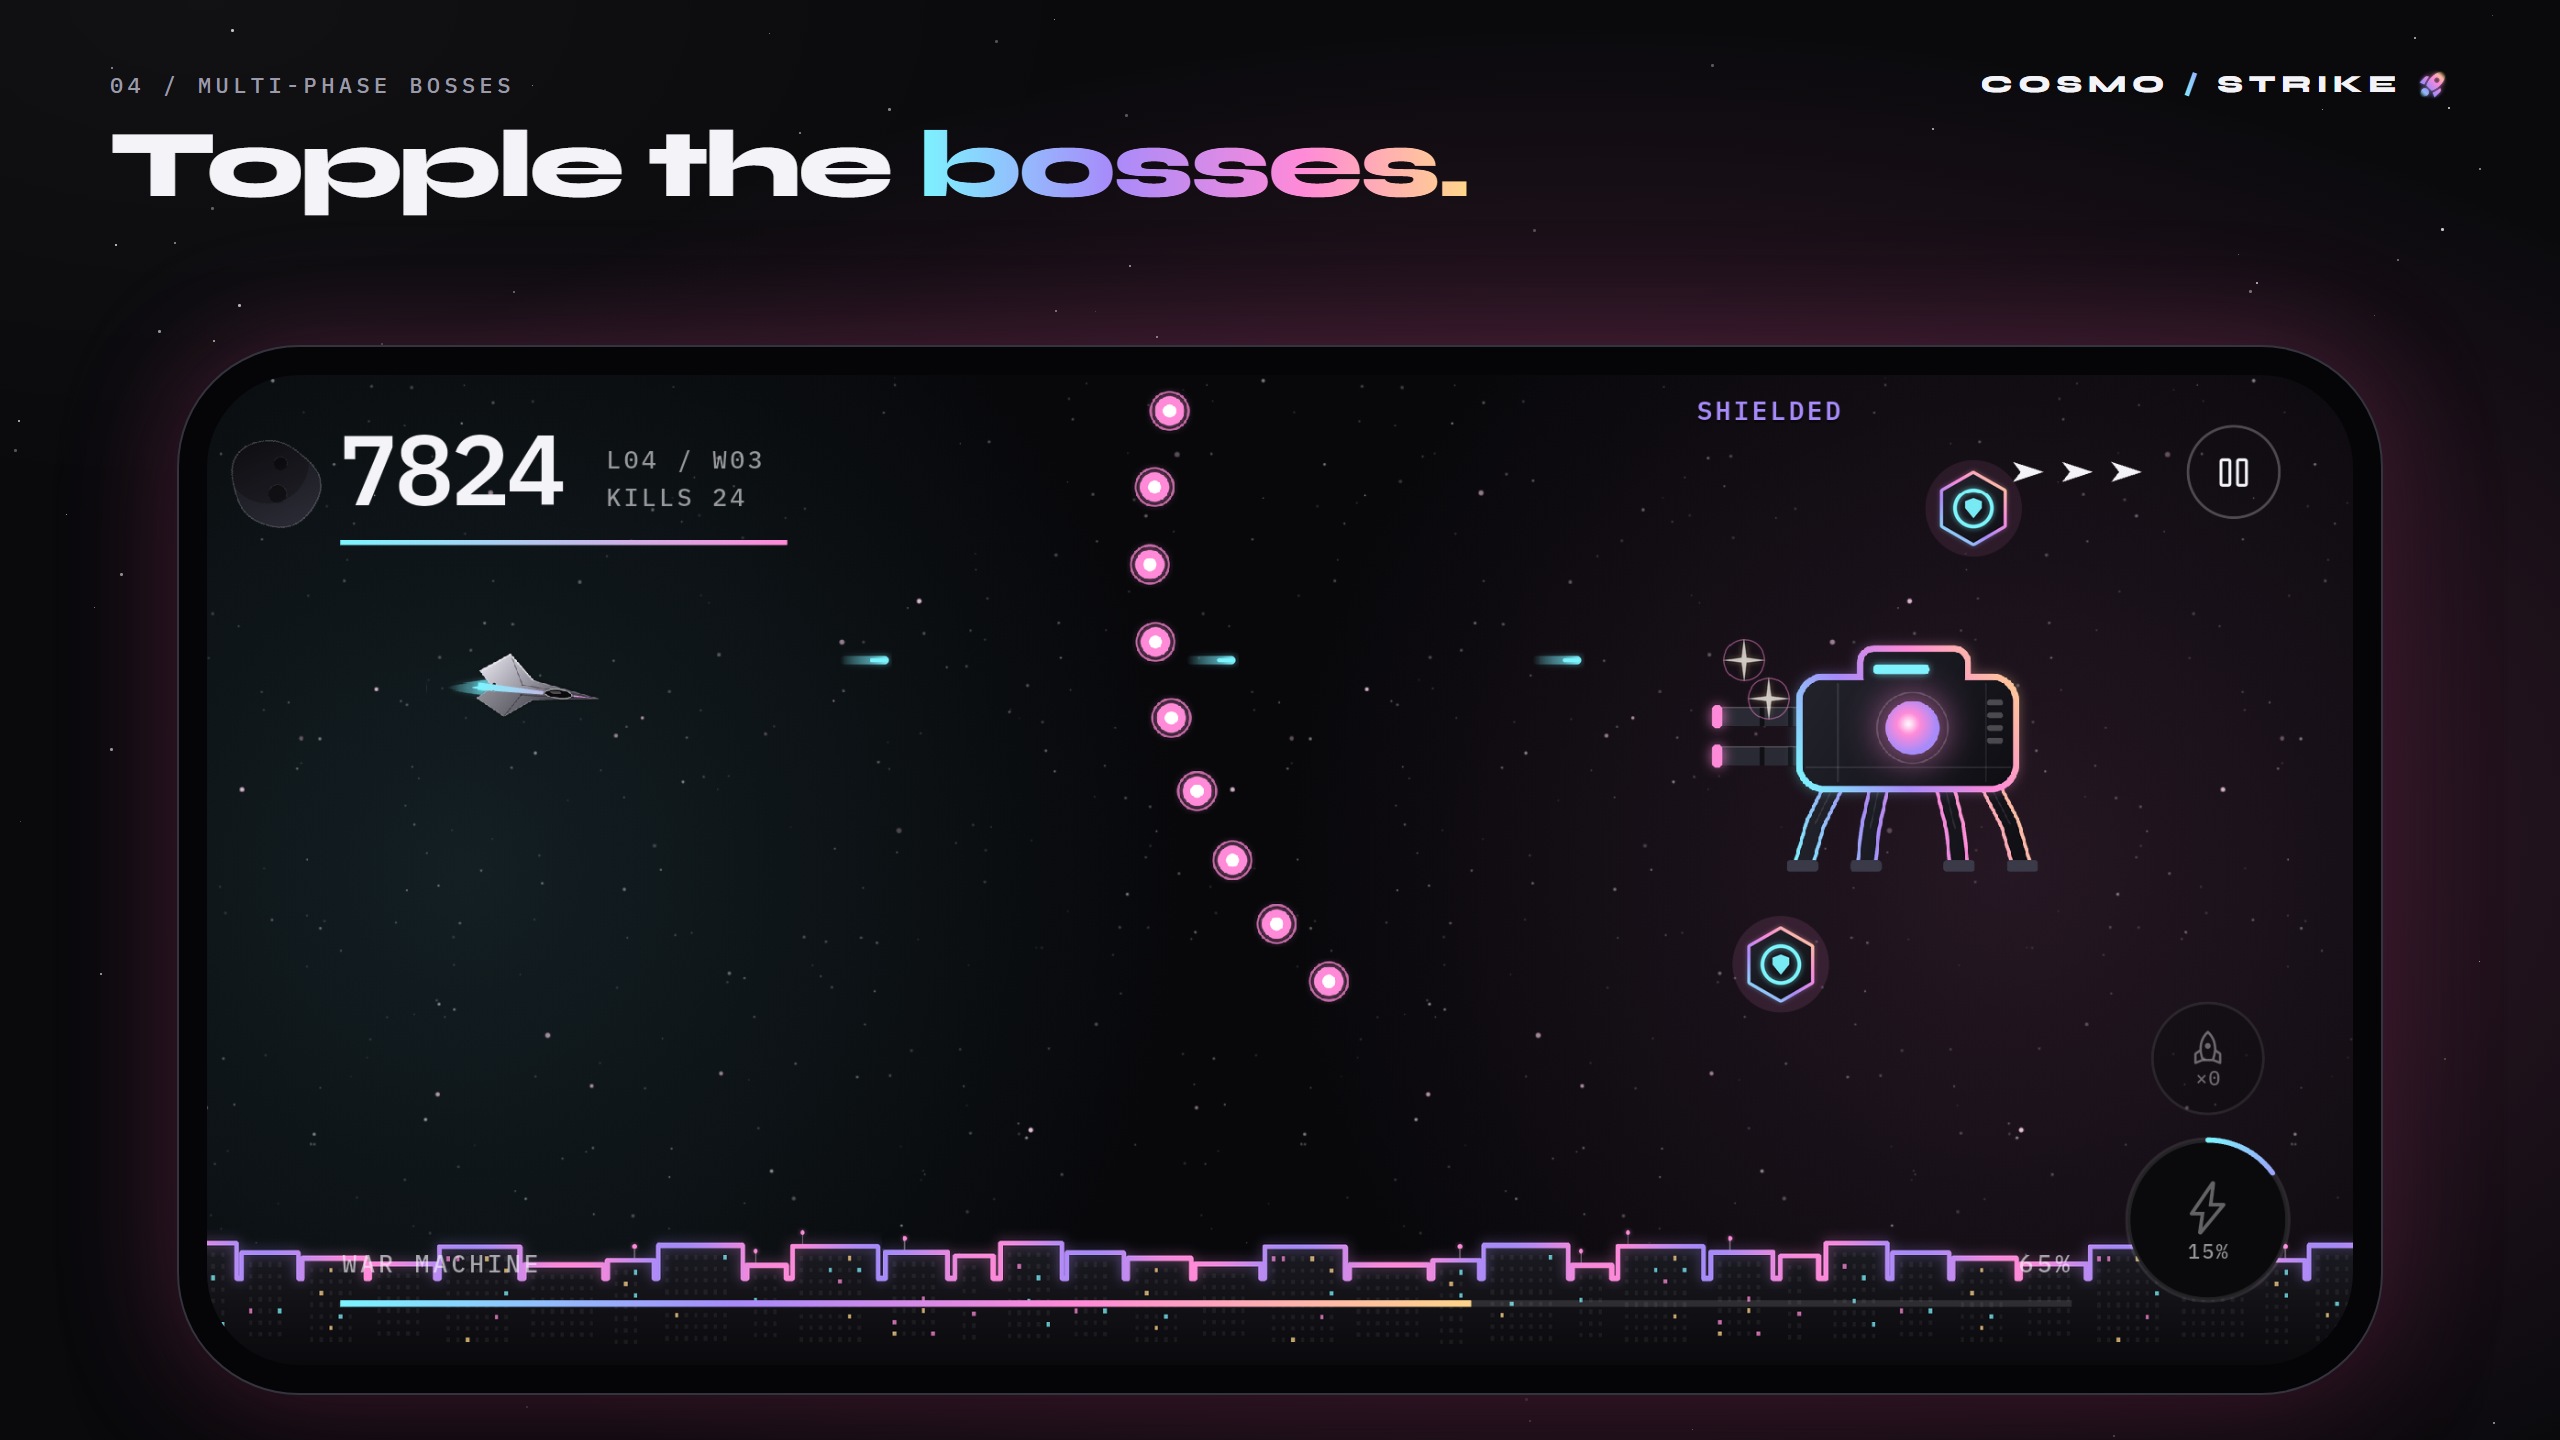 04 / MULTI-PHASE BOSSES
COSMO / STRIKE
Topple the bosses.
SHIELDED
7824
L04 / W03
KILLS 24
×0
15%
WAR MACHINE
65%